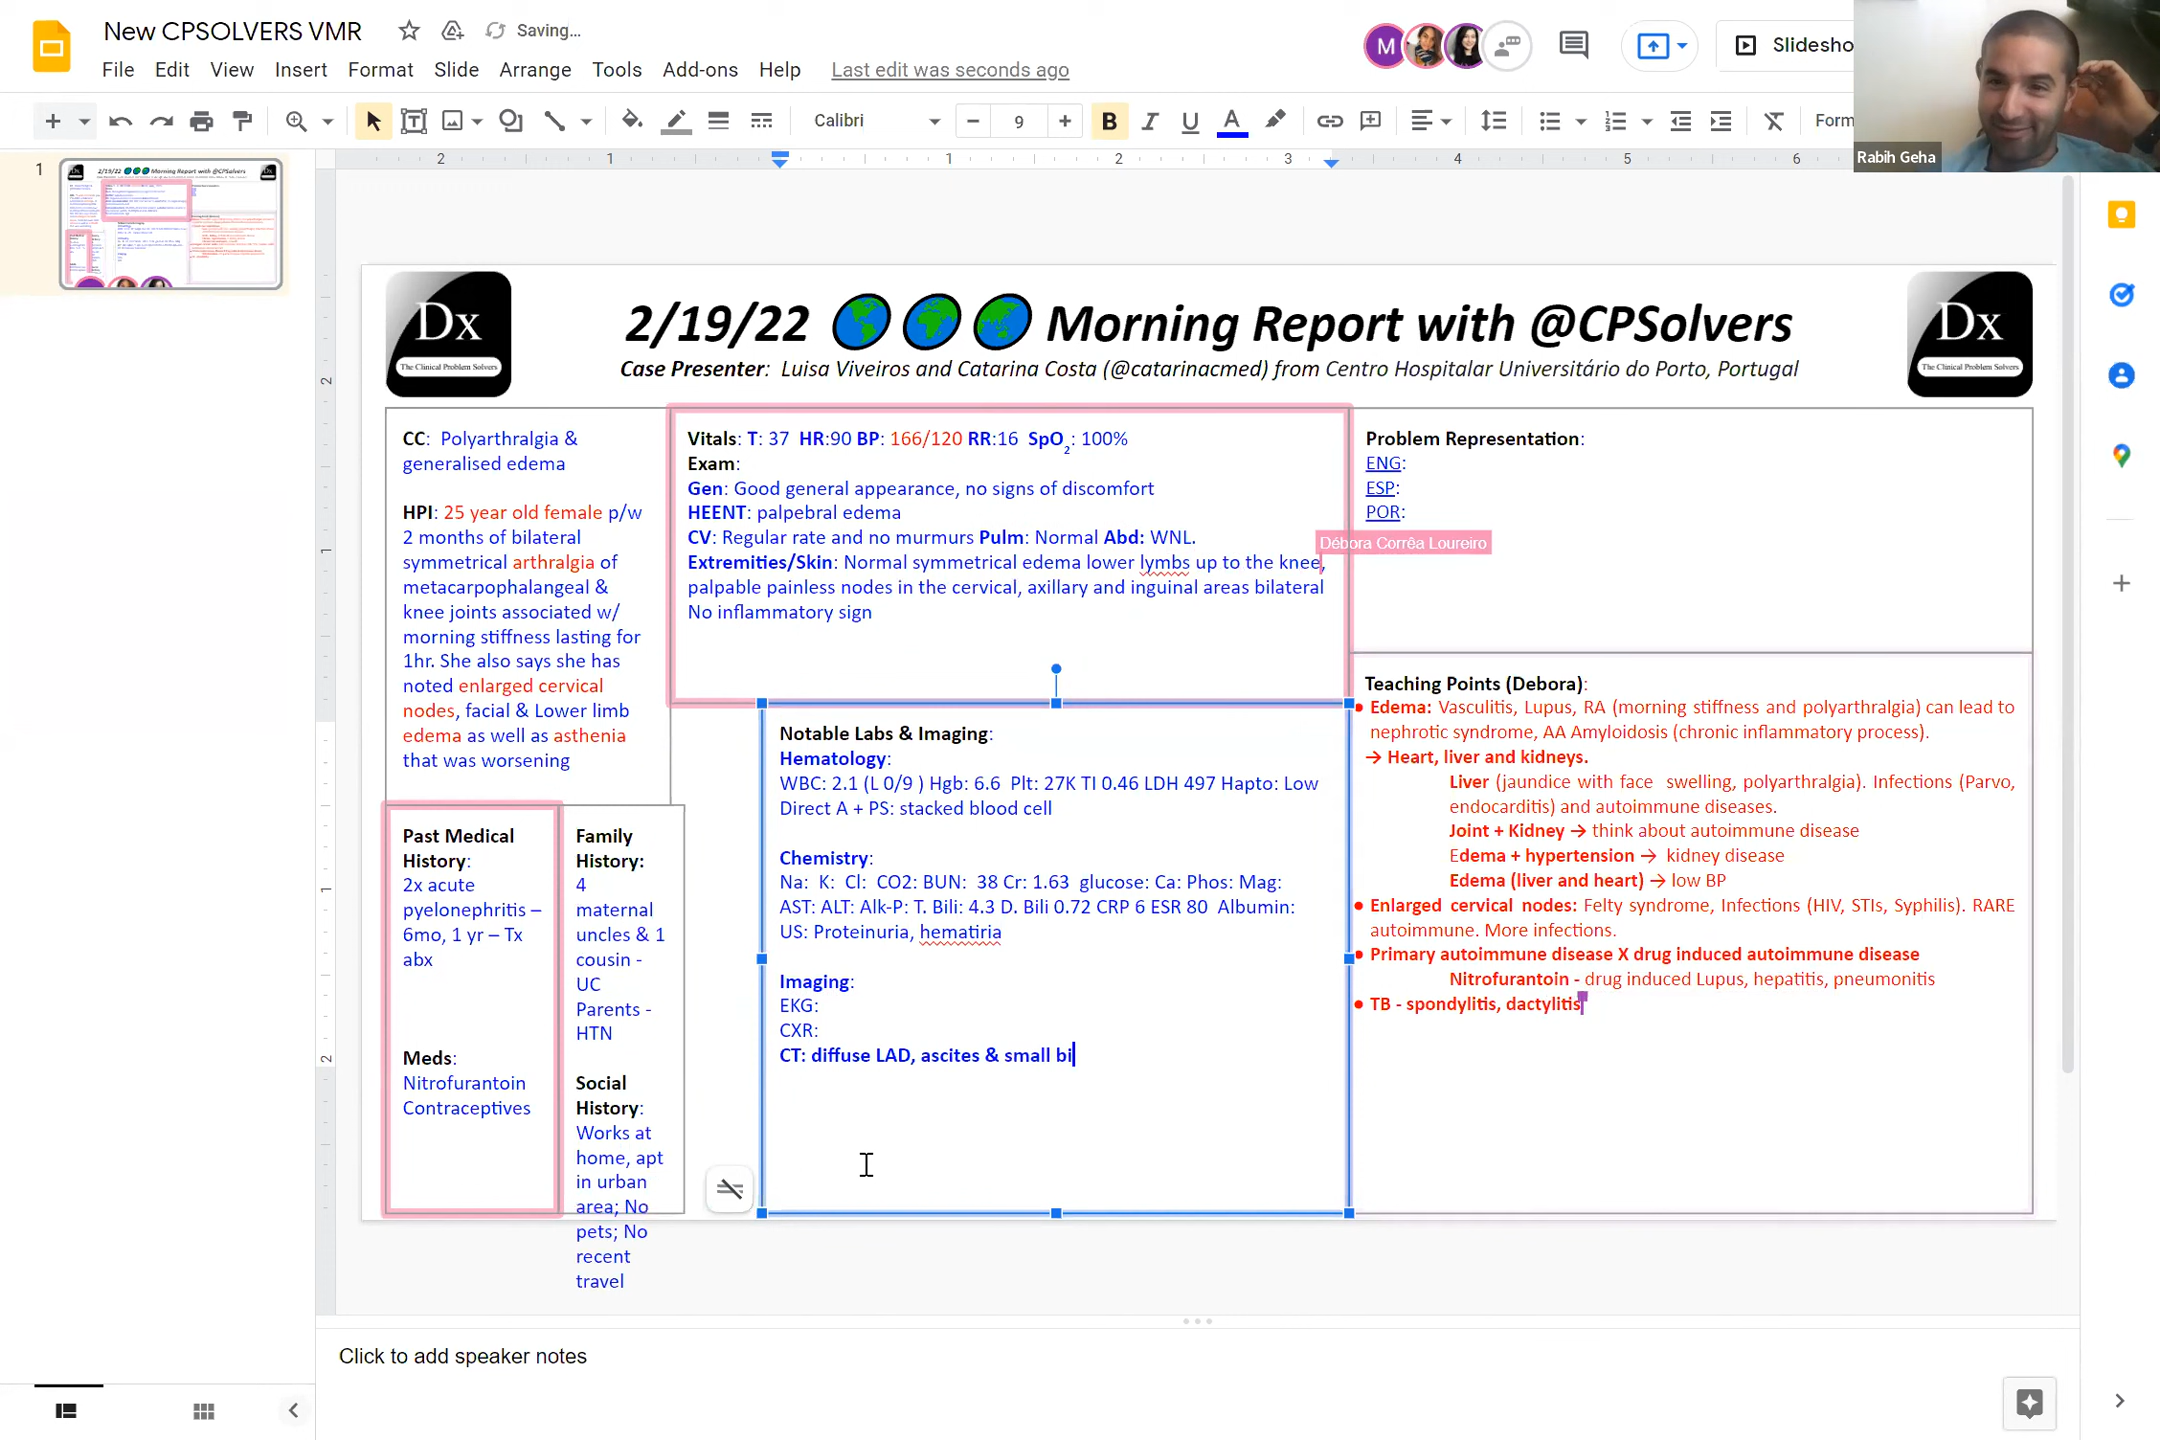 New CPSOLVERS VMR
Saving...
File Edit View Insert Format Slide Arrange Tools Add-ons Help Last edit was seconds ago
M
Slidesho
Calibri
9
Form
Rabih Geha
2 1 1 2 3 4 5 6
1
Dx
The Clinical Problem Solvers
2/19/22 Morning Report with @CPSolvers
Case Presenter: Luisa Viveiros and Catarina Costa (@catarinacmed) from Centro Hospitalar Universitário do Porto, Portugal
Dx
The Clinical Problem Solvers
CC: Polyarthralgia &
generalised edema
HPI: 25 year old female p/w
2 months of bilateral
symmetrical arthralgia of
metacarpophalangeal &
knee joints associated w/
morning stiffness lasting for
1hr. She also says she has
noted enlarged cervical
nodes, facial & Lower limb
edema as well as asthenia
that was worsening
Past Medical
History:
2x acute
pyelonephritis –
6mo, 1 yr – Tx
abx
Meds:
Nitrofurantoin
Contraceptives
Family
History:
4
maternal
uncles & 1
cousin -
UC
Parents -
HTN
Social
History:
Works at
home, apt
in urban
area; No
pets; No
recent
travel
Vitals: T: 37 HR:90 BP: 166/120 RR:16 SpO2: 100%
Exam:
Gen: Good general appearance, no signs of discomfort
HEENT: palpebral edema
CV: Regular rate and no murmurs Pulm: Normal Abd: WNL.
Extremities/Skin: Normal symmetrical edema lower lymbs up to the knee,
palpable painless nodes in the cervical, axillary and inguinal areas bilateral
No inflammatory sign
Notable Labs & Imaging:
Hematology:
WBC: 2.1 (L 0/9 ) Hgb: 6.6 Plt: 27K TI 0.46 LDH 497 Hapto: Low
Direct A + PS: stacked blood cell
Chemistry:
Na: K: Cl: CO2: BUN: 38 Cr: 1.63 glucose: Ca: Phos: Mag:
AST: ALT: Alk-P: T. Bili: 4.3 D. Bili 0.72 CRP 6 ESR 80 Albumin:
US: Proteinuria, hematiria
Imaging:
EKG:
CXR:
CT: diffuse LAD, ascites & small bi
Problem Representation:
ENG:
ESP:
POR:
Débora Corrêa Loureiro
Teaching Points (Debora):
• Edema: Vasculitis, Lupus, RA (morning stiffness and polyarthralgia) can lead to
nephrotic syndrome, AA Amyloidosis (chronic inflammatory process).
→ Heart, liver and kidneys.
Liver (jaundice with face swelling, polyarthralgia). Infections (Parvo,
endocarditis) and autoimmune diseases.
Joint + Kidney → think about autoimmune disease
Edema + hypertension → kidney disease
Edema (liver and heart) → low BP
• Enlarged cervical nodes: Felty syndrome, Infections (HIV, STIs, Syphilis). RARE
autoimmune. More infections.
• Primary autoimmune disease X drug induced autoimmune disease
Nitrofurantoin - drug induced Lupus, hepatitis, pneumonitis
• TB - spondylitis, dactylitis
Click to add speaker notes